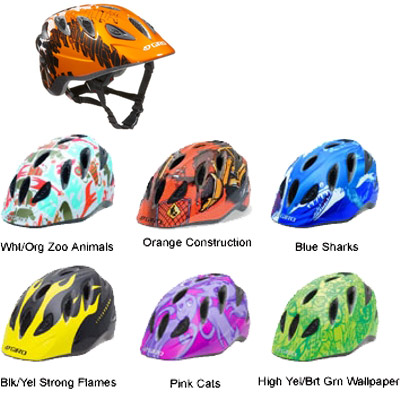 GIRO
Wht/Org Zoo Animals
Orange Construction
Blue Sharks
Blk/Yel Strong Flames
Pink Cats
High Yel/Brt Grn Wallpaper